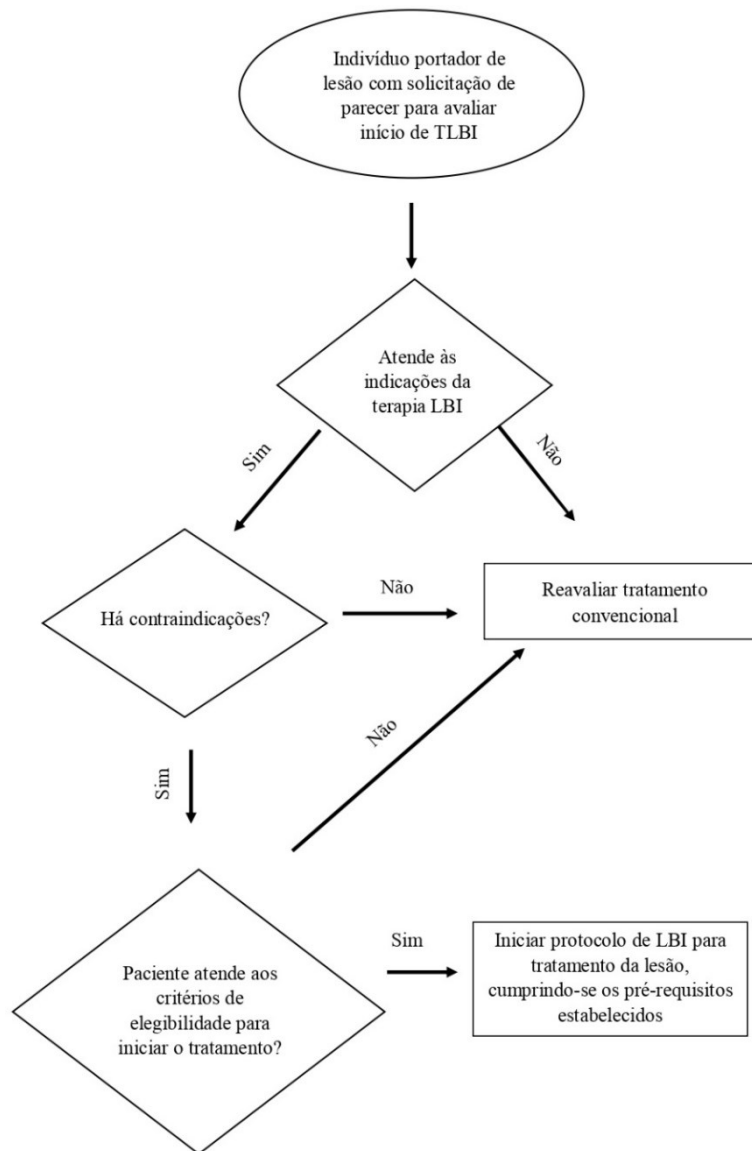 Indivíduo portador de
lesão com solicitação de
parecer para avaliar
início de TLBI
Atende às
indicações da
terapia LBI
Sim
Não
Há contraindicações?
Não
Reavaliar tratamento
convencional
Sim
Não
Paciente atende aos
critérios de
elegibilidade para
iniciar o tratamento?
Sim
Iniciar protocolo de LBI para
tratamento da lesão,
cumprindo-se os pré-requisitos
estabelecidos